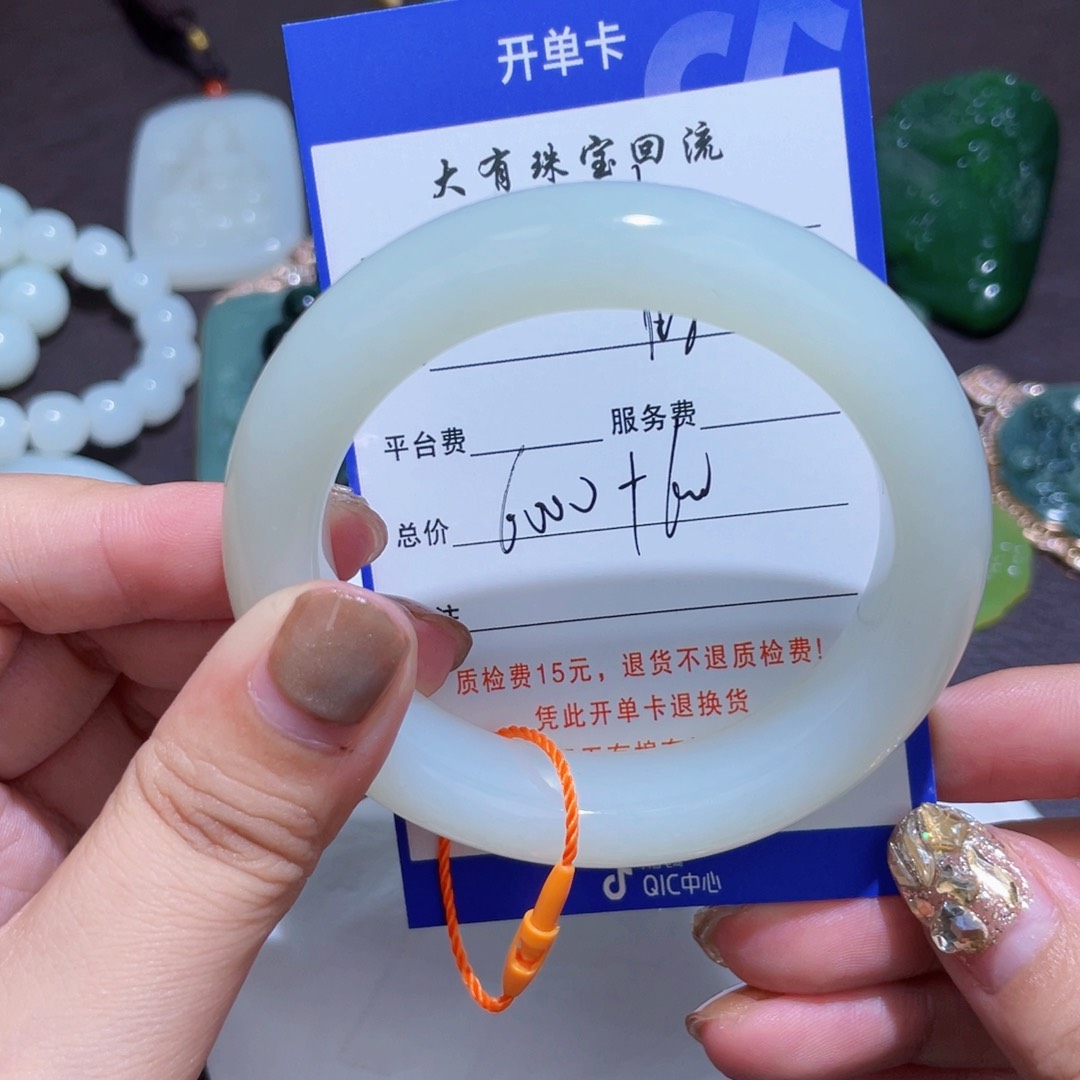 开单卡
大有珠宝回流
平台费 服务费
总价 6000+600
质检费15元，退货不退质检费！
凭此开单卡退换货
QIC中心